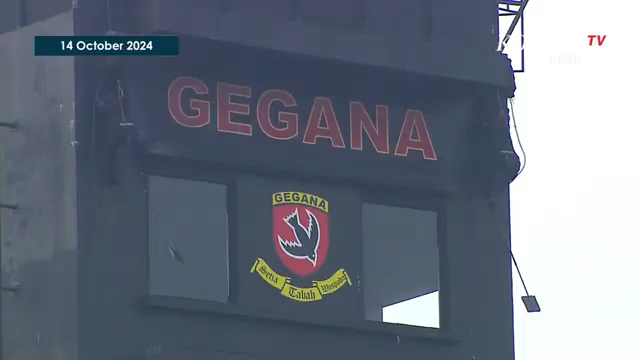 14 October 2024
TV
GEGANA
GEGANA
Setia
Tabah
Waspada